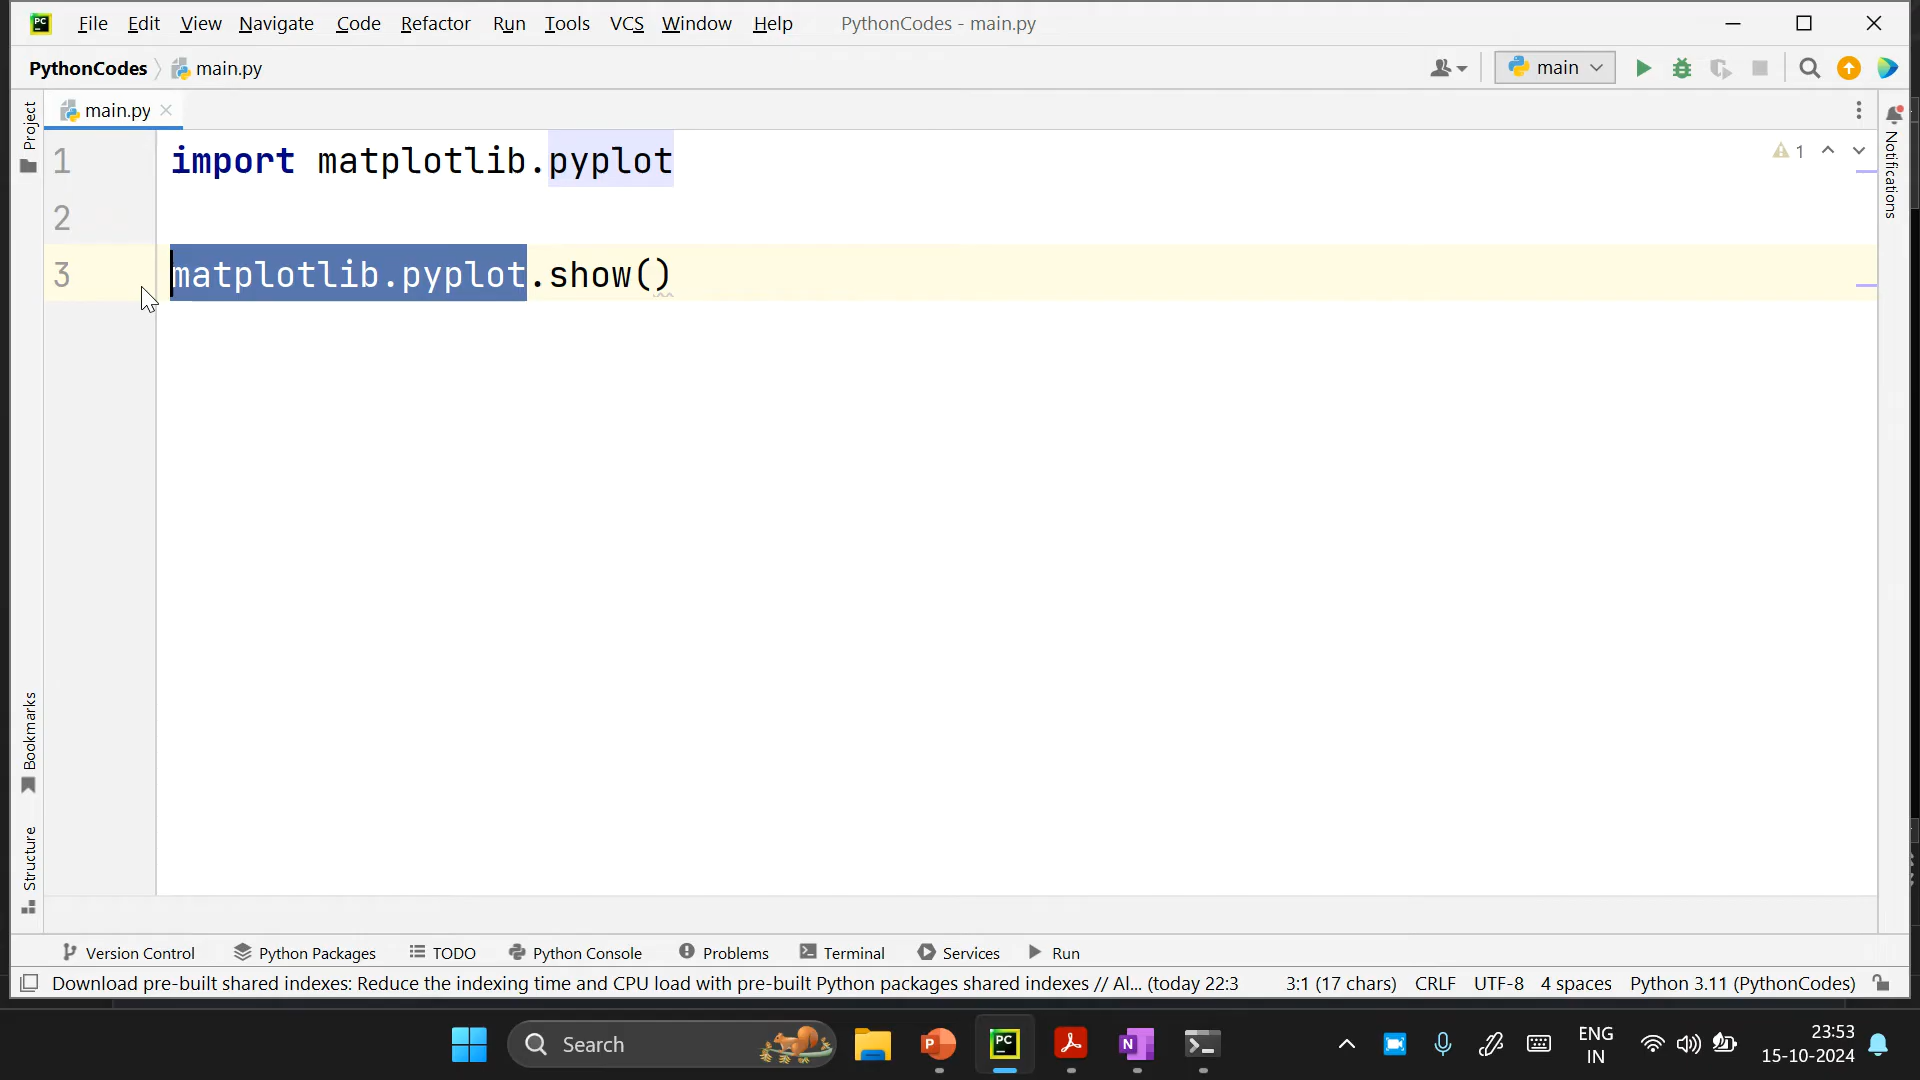 File Edit View Navigate Code Refactor Run Tools VCS Window Help PythonCodes - main.py
PythonCodes main.py main
main.py
Project
1 import matplotlib.pyplot
1
2
3 matplotlib.pyplot.show()
Notifications
Bookmarks
Structure
Version Control Python Packages TODO Python Console Problems Terminal Services Run
Download pre-built shared indexes: Reduce the indexing time and CPU load with pre-built Python packages shared indexes // Al... (today 22:3 3:1 (17 chars) CRLF UTF-8 4 spaces Python 3.11 (PythonCodes)
Search
ENG
IN
23:53
15-10-2024